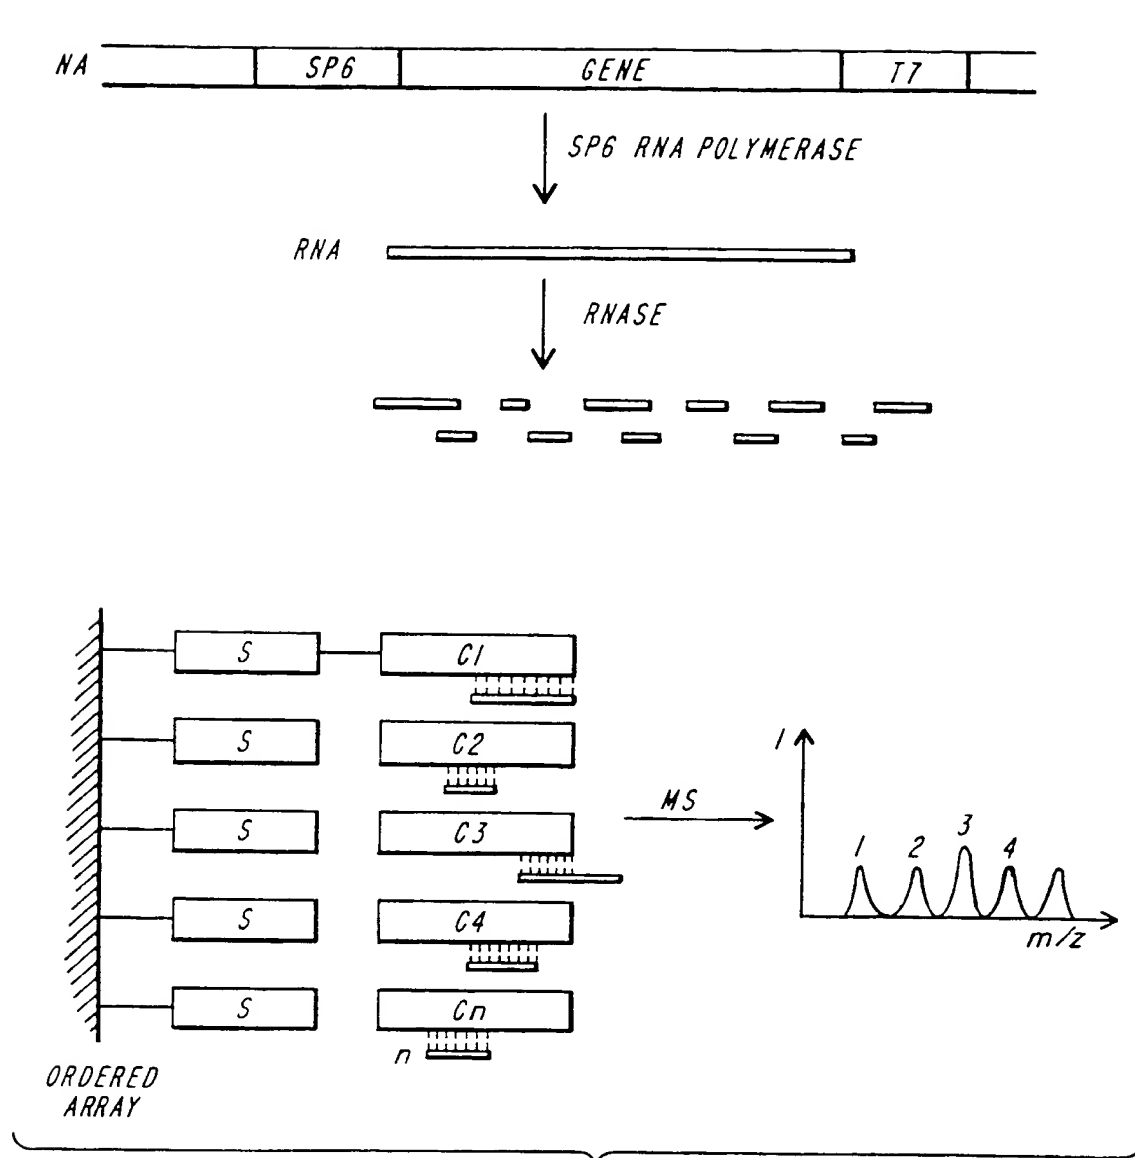 NA SP6 GENE T7
SP6 RNA POLYMERASE
RNA
RNASE
S C1
S C2
S C3
S C4
S Cn
n
ORDERED
ARRAY
MS
I
1 2 3 4
m/z